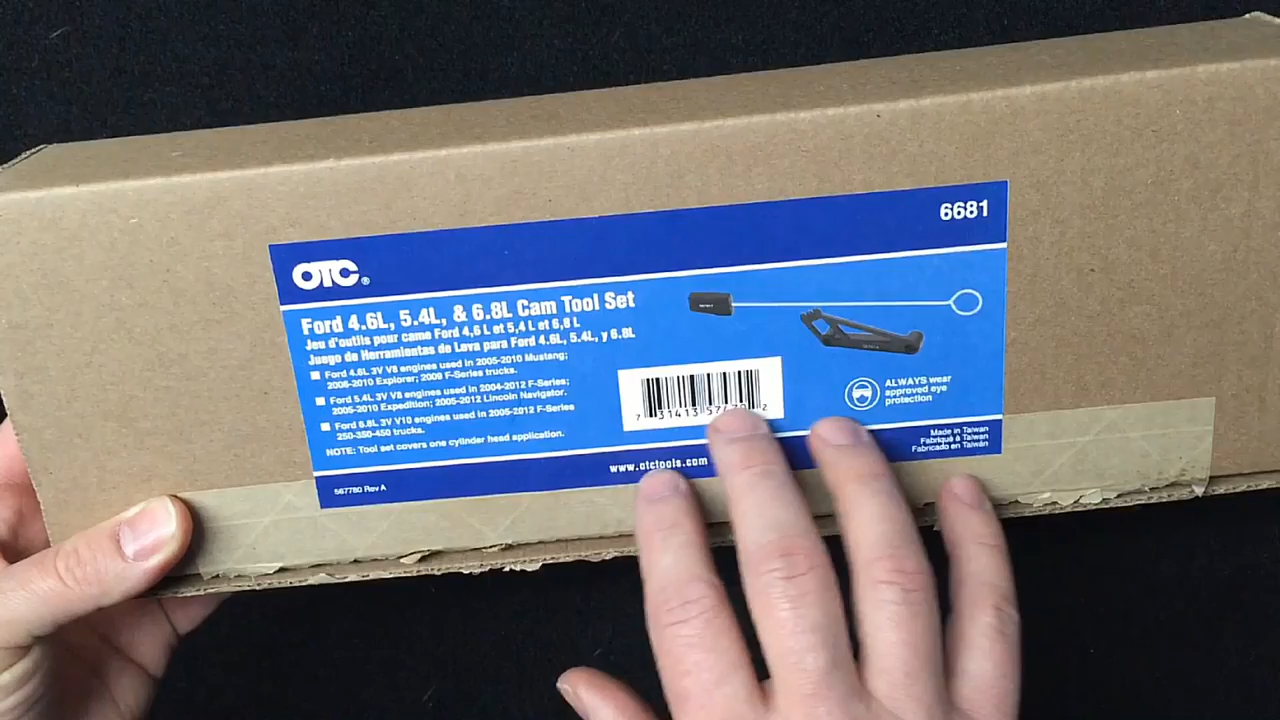 6681
OTC®
Ford 4.6L, 5.4L, & 6.8L Cam Tool Set
Jeu d'outils pour came Ford 4,6 L et 5,4 L et 6,8 L
Juego de Herramientas de Leva para Ford 4.6L, 5.4L, y 6.8L
Ford 4.6L 3V V8 engines used in 2005-2010 Mustang;
2006-2010 Explorer; 2009 F-Series trucks.
Ford 5.4L 3V V8 engines used in 2004-2012 F-Series;
2005-2010 Expedition; 2005-2012 Lincoln Navigator.
Ford 6.8L 3V V10 engines used in 2005-2012 F-Series
250-350-450 trucks.
NOTE: Tool set covers one cylinder head application.
7 31413 2
ALWAYS wear
approved eye
protection
Made in Taiwan
Fabriqué à Taiwan
Fabricado en Taiwán
www.otctools.com
567780 Rev A